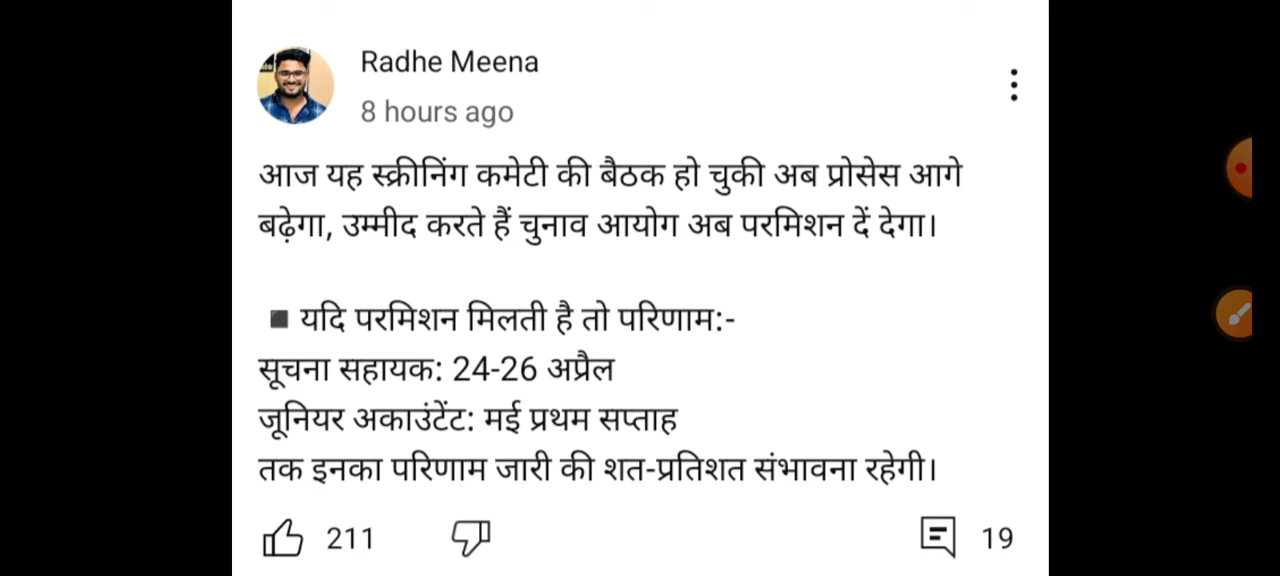 Radhe Meena
8 hours ago
आज यह स्क्रीनिंग कमेटी की बैठक हो चुकी अब प्रोसेस आगे
बढ़ेगा, उम्मीद करते हैं चुनाव आयोग अब परमिशन दें देगा।
◾यदि परमिशन मिलती है तो परिणाम:-
सूचना सहायक: 24-26 अप्रैल
जूनियर अकाउंटेंट: मई प्रथम सप्ताह
तक इनका परिणाम जारी की शत-प्रतिशत संभावना रहेगी।
211 19